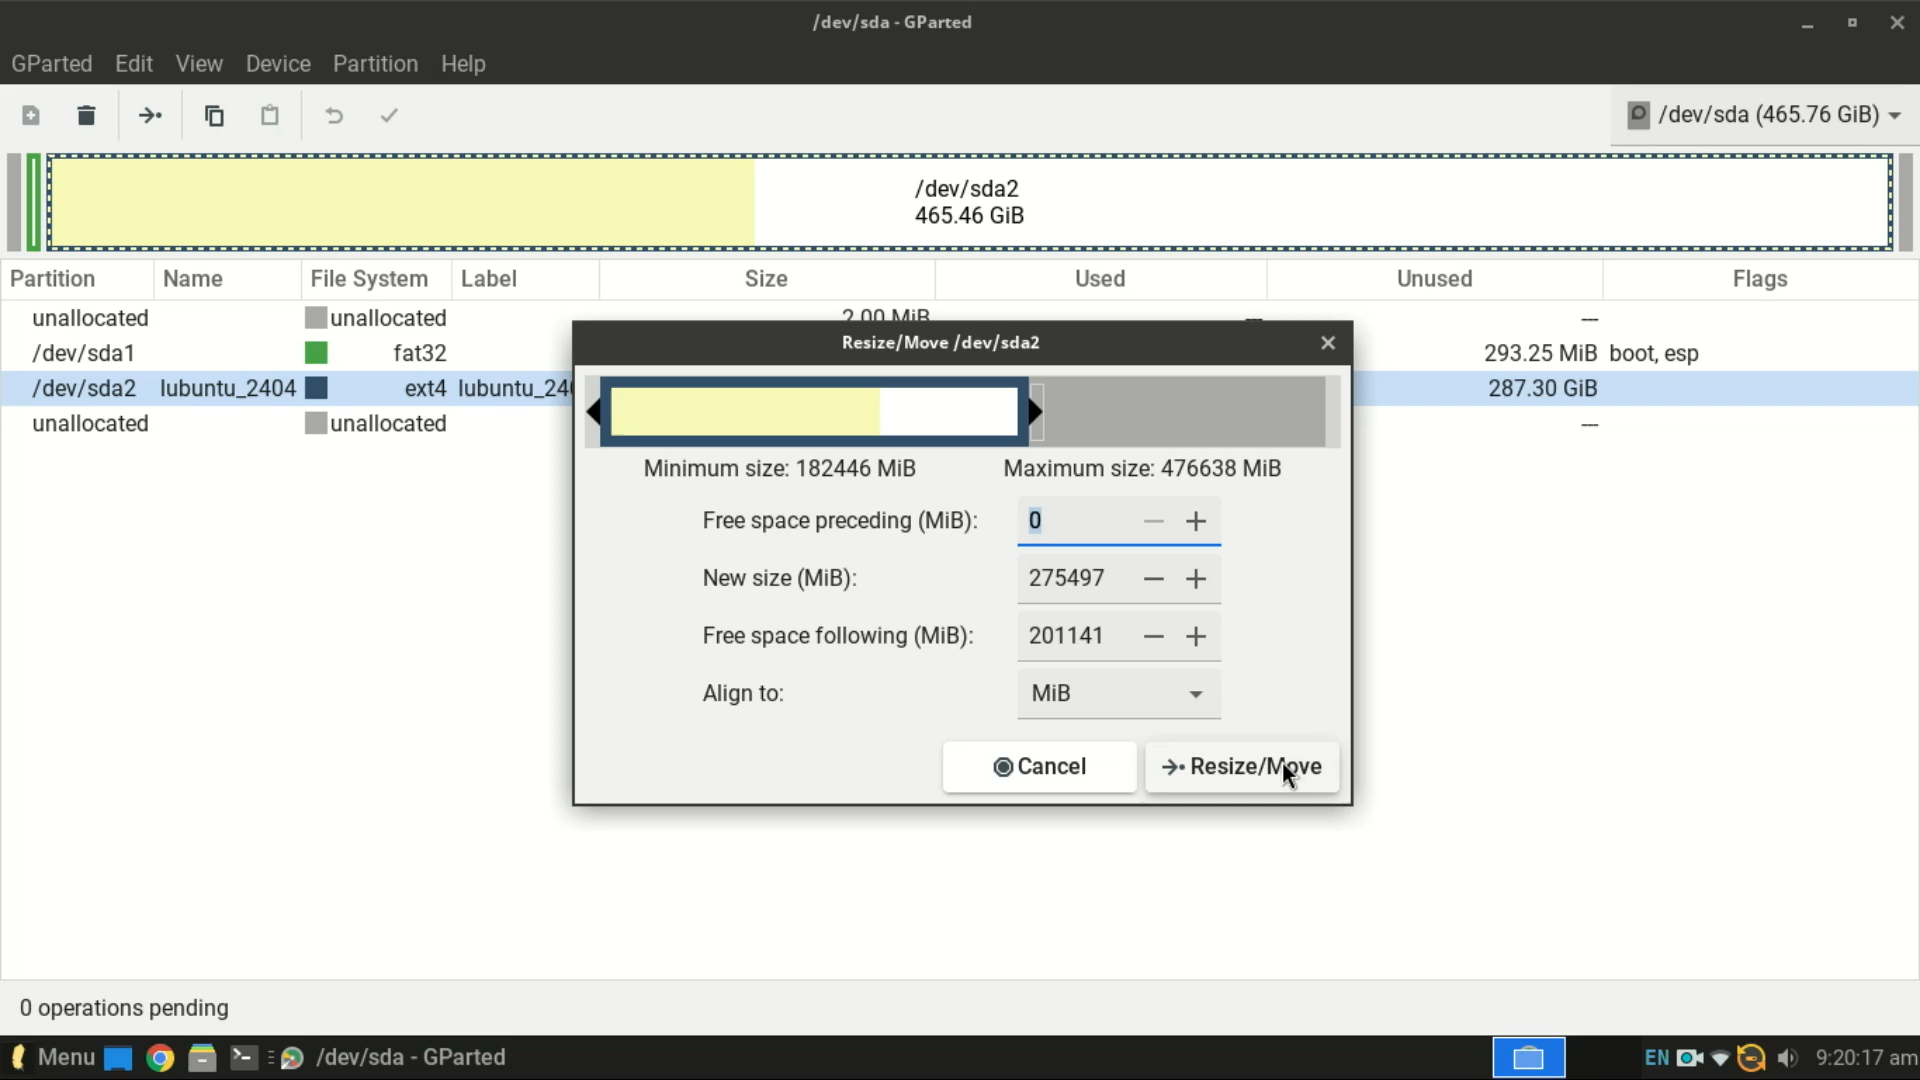 /dev/sda - GParted
GParted Edit View Device Partition Help
/dev/sda (465.76 GiB)
/dev/sda2
465.46 GiB
Partition Name File System Label Size Used Unused Flags
unallocated unallocated 2.00 MiB --- ---
/dev/sda1 fat32 293.25 MiB boot, esp
/dev/sda2 lubuntu_2404 ext4 287.30 GiB
unallocated unallocated ---
Resize/Move /dev/sda2
Minimum size: 182446 MiB Maximum size: 476638 MiB
Free space preceding (MiB): 0
New size (MiB): 275497
Free space following (MiB): 201141
Align to: MiB
Cancel Resize/Move
0 operations pending
Menu /dev/sda - GParted EN 9:20:17 am